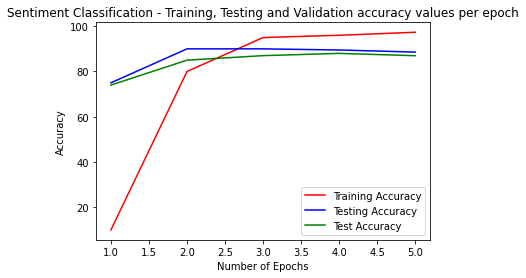 Sentiment Classification - Training, Testing and Validation accuracy values per epoch
100
80
60
40
20
Accuracy
1.0 1.5 2.0 2.5 3.0 3.5 4.0 4.5 5.0
Number of Epochs
Training Accuracy
Testing Accuracy
Test Accuracy